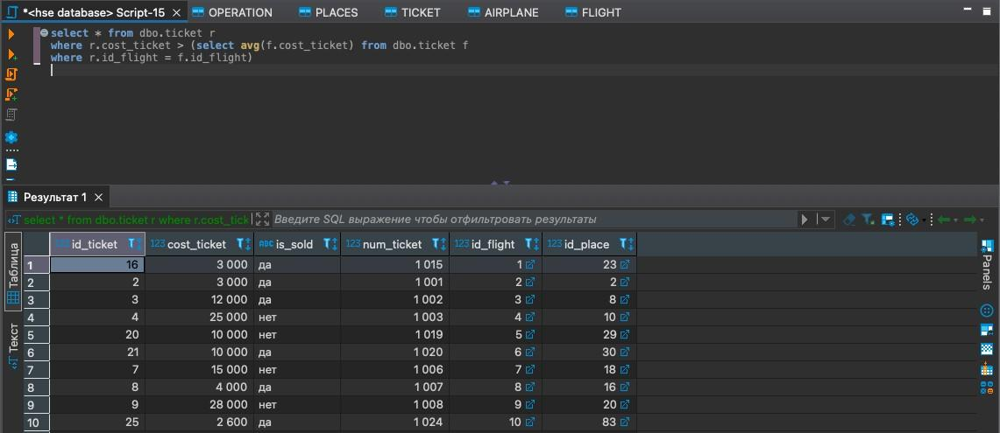 *<hse database> Script-15 OPERATION PLACES TICKET AIRPLANE FLIGHT
select * from dbo.ticket r
where r.cost_ticket > (select avg(f.cost_ticket) from dbo.ticket f
where r.id_flight = f.id_flight)
Результат 1
select * from dbo.ticket r where r.cost_tick Введите SQL выражение чтобы отфильтровать результаты
Таблица
Текст
Panels
123 id_ticket 123 cost_ticket ABC is_sold 123 num_ticket 123 id_flight 123 id_place
1 16 3 000 да 1 015 1 23
2 2 3 000 да 1 001 2 2
3 3 12 000 да 1 002 3 8
4 4 25 000 нет 1 003 4 10
5 20 10 000 нет 1 019 5 29
6 21 10 000 да 1 020 6 30
7 7 15 000 нет 1 006 7 18
8 8 4 000 да 1 007 8 16
9 9 28 000 нет 1 008 9 20
10 25 2 600 да 1 024 10 83